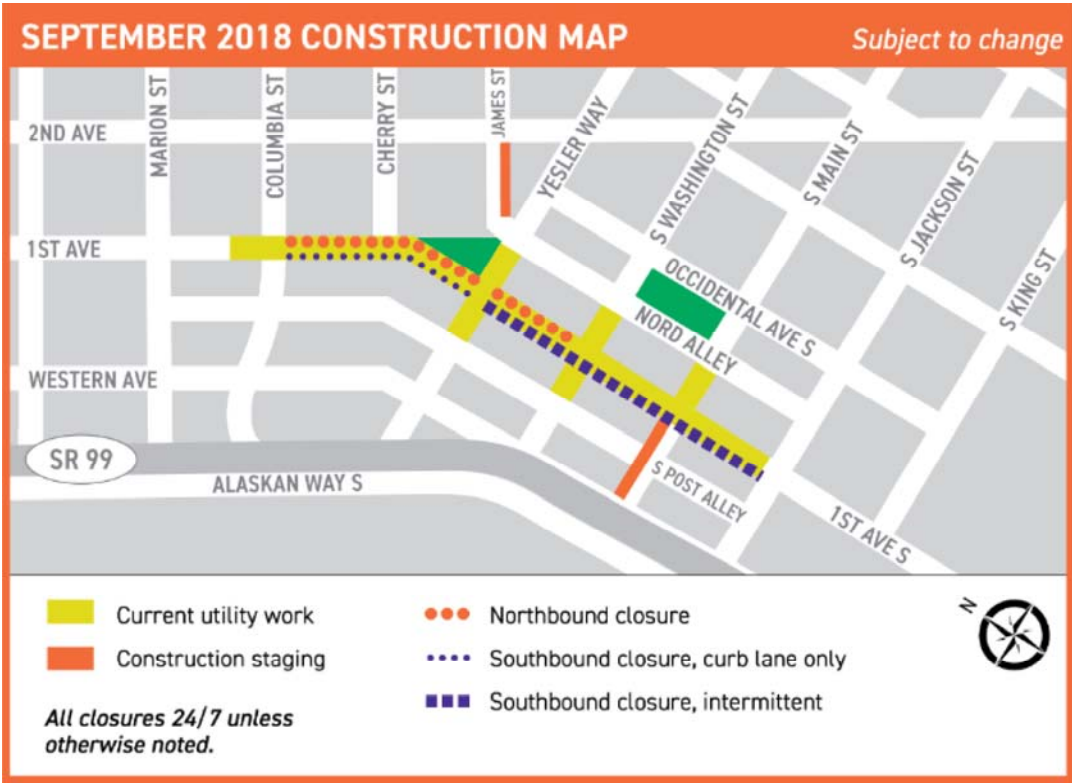 SEPTEMBER 2018 CONSTRUCTION MAP
Subject to change
2ND AVE
MARION ST
COLUMBIA ST
CHERRY ST
JAMES ST
YESLER WAY
S WASHINGTON ST
S MAIN ST
S JACKSON ST
S KING ST
1ST AVE
OCCIDENTAL AVE S
NORD ALLEY
WESTERN AVE
SR 99
ALASKAN WAY S
S POST ALLEY
1ST AVE S
Current utility work
Construction staging
All closures 24/7 unless
otherwise noted.
Northbound closure
Southbound closure, curb lane only
Southbound closure, intermittent
N